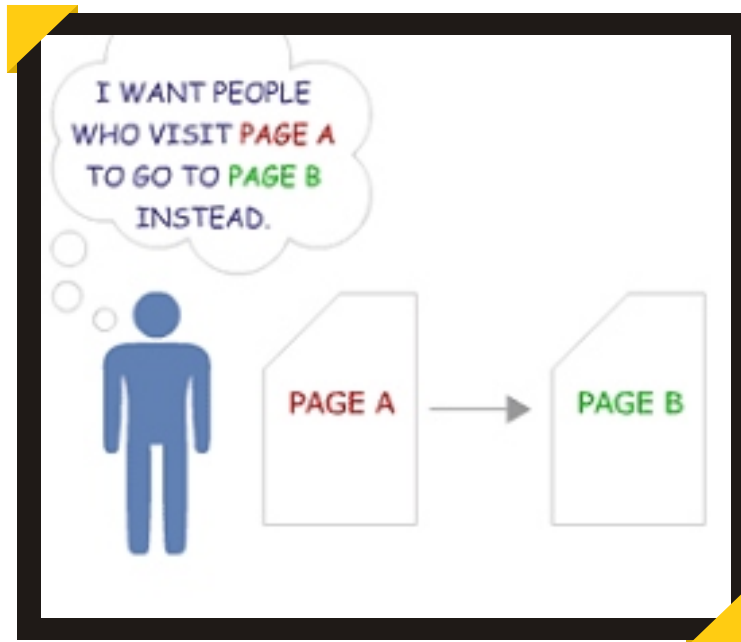 I WANT PEOPLE
WHO VISIT PAGE A
TO GO TO PAGE B
INSTEAD.
PAGE A
PAGE B